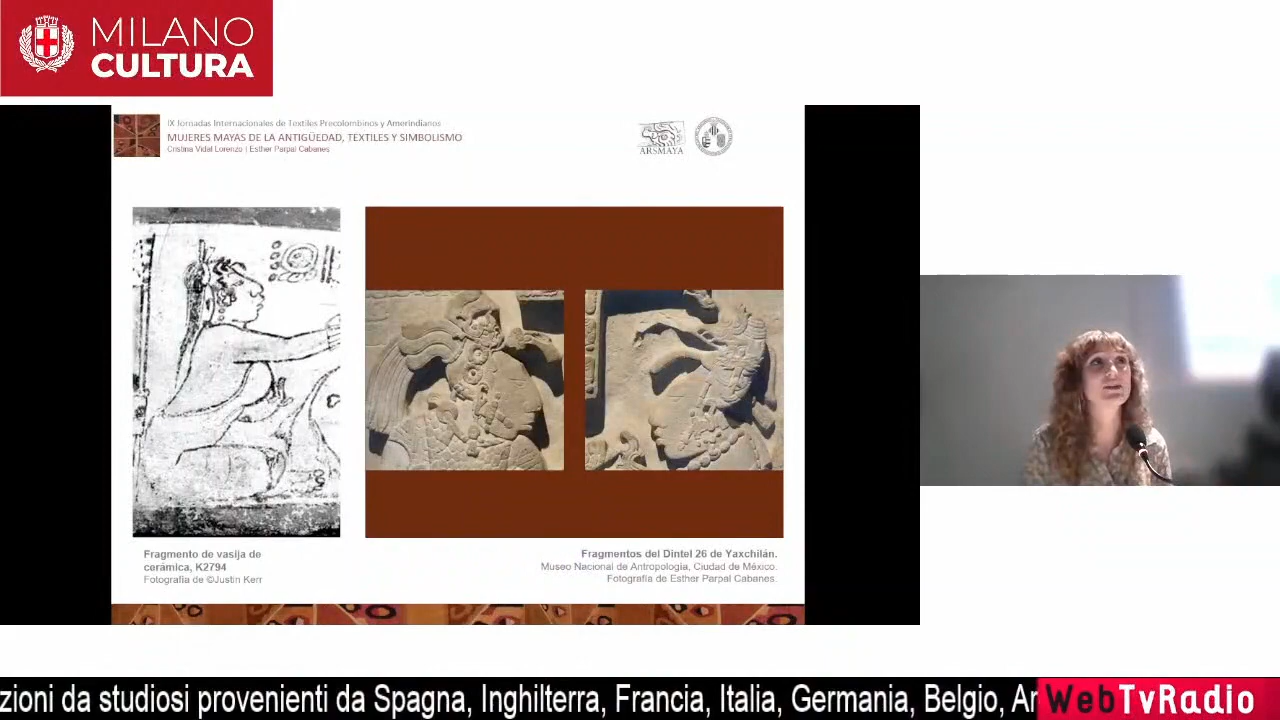 MILANO
CULTURA
IX Jornadas Internacionales de Textiles Precolombinos y Amerindianos
MUJERES MAYAS DE LA ANTIGÜEDAD, TEXTILES Y SIMBOLISMO
Cristina Vidal Lorenzo | Esther Parpal Cabanes
ARSMAYA
Fragmento de vasija de
cerámica, K2794
Fotografía de ©Justin Kerr
Fragmentos del Dintel 26 de Yaxchilán.
Museo Nacional de Antropología, Ciudad de México.
Fotografía de Esther Parpal Cabanes.
zioni da studiosi provenienti da Spagna, Inghilterra, Francia, Italia, Germania, Belgio, Ar
WebTvRadio